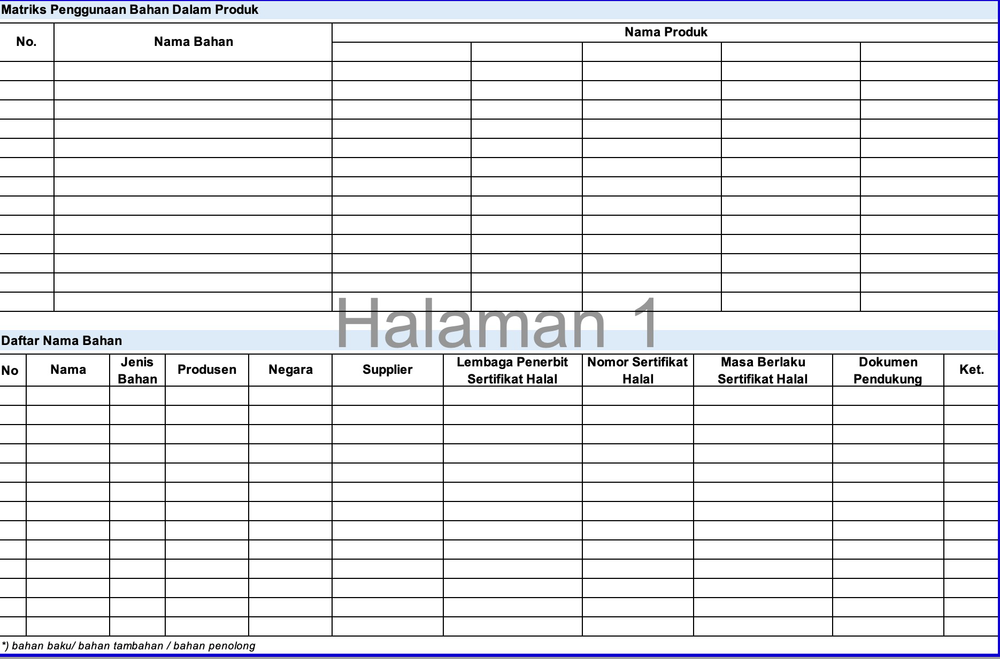 Matriks Penggunaan Bahan Dalam Produk
No.
Nama Bahan
Nama Produk
Halaman 1
Daftar Nama Bahan
No
Nama
Jenis
Bahan
Produsen
Negara
Supplier
Lembaga Penerbit
Sertifikat Halal
Nomor Sertifikat
Halal
Masa Berlaku
Sertifikat Halal
Dokumen
Pendukung
Ket.
*) bahan baku/ bahan tambahan / bahan penolong